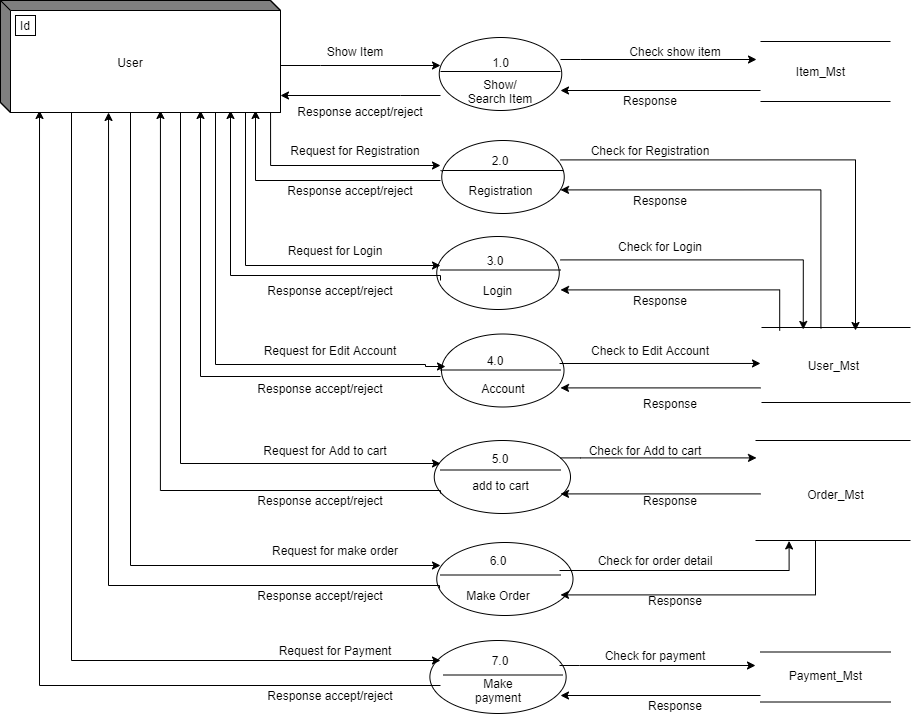 Id
User
Show Item
Response accept/reject
1.0
Show/
Search Item
Check show item
Response
Item_Mst
Request for Registration
Response accept/reject
2.0
Registration
Check for Registration
Response
Request for Login
Response accept/reject
3.0
Login
Check for Login
Response
Request for Edit Account
Response accept/reject
4.0
Account
Check to Edit Account
Response
User_Mst
Request for Add to cart
Response accept/reject
5.0
add to cart
Check for Add to cart
Response
Order_Mst
Request for make order
Response accept/reject
6.0
Make Order
Check for order detail
Response
Request for Payment
Response accept/reject
7.0
Make
payment
Check for payment
Response
Payment_Mst